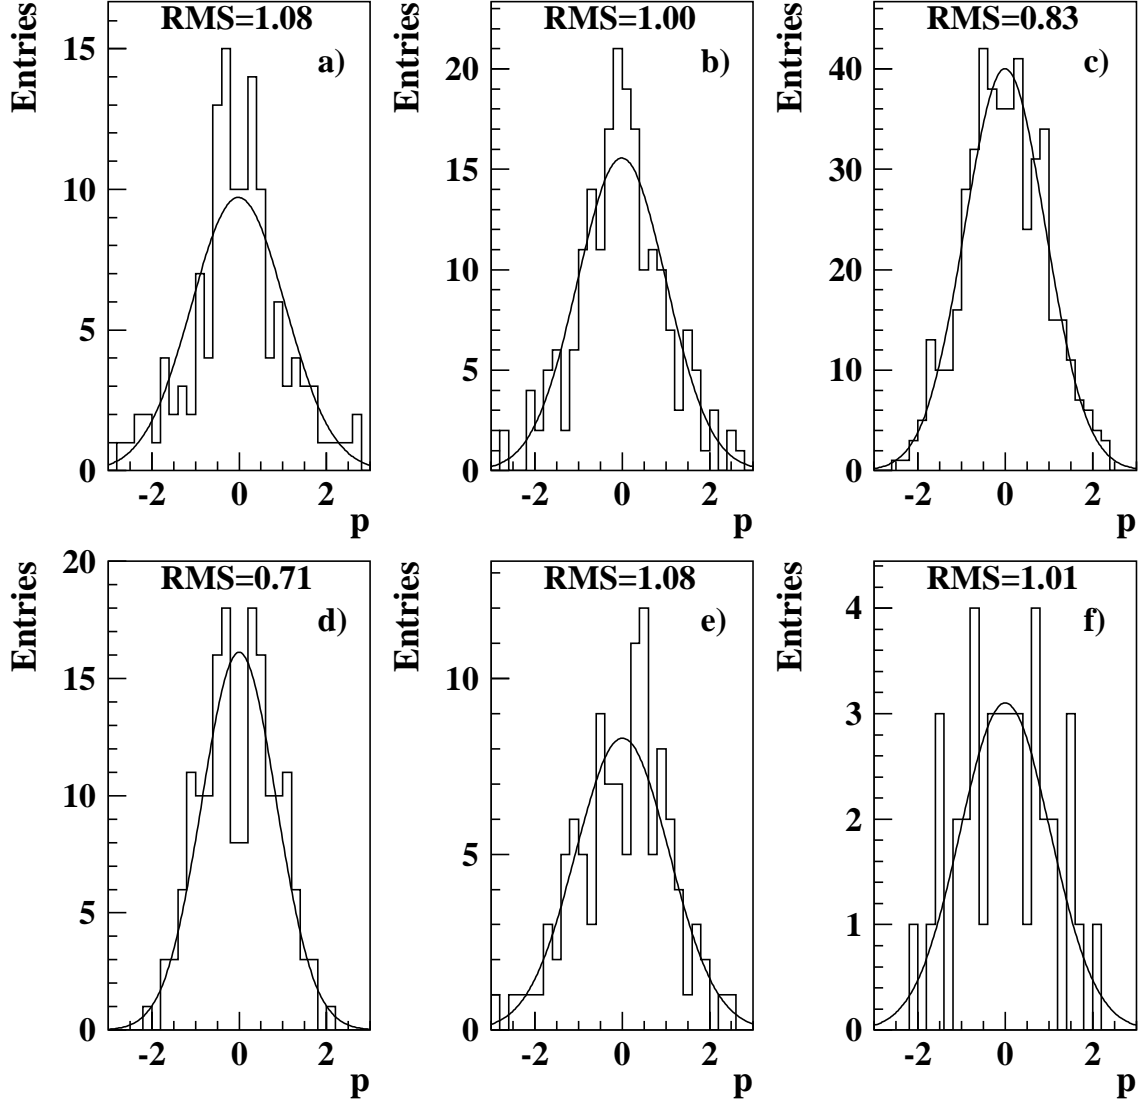 RMS=1.08
Entries
a)
15
10
5
0
-2 0 2
p
RMS=1.00
Entries
b)
20
15
10
5
0
-2 0 2
p
RMS=0.83
Entries
c)
40
30
20
10
0
-2 0 2
p
RMS=0.71
Entries
d)
20
15
10
5
0
-2 0 2
p
RMS=1.08
Entries
e)
10
5
0
-2 0 2
p
RMS=1.01
Entries
f)
4
3
2
1
0
-2 0 2
p